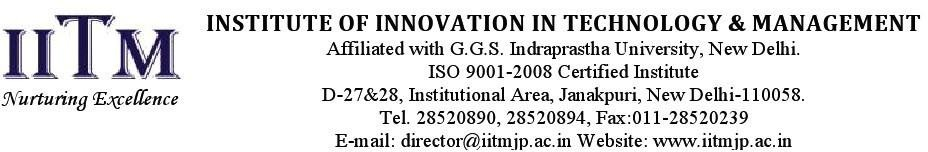 IITM
Nurturing Excellence
INSTITUTE OF INNOVATION IN TECHNOLOGY & MANAGEMENT
Affiliated with G.G.S. Indraprastha University, New Delhi.
ISO 9001-2008 Certified Institute
D-27&28, Institutional Area, Janakpuri, New Delhi-110058.
Tel. 28520890, 28520894, Fax:011-28520239
E-mail: director@iitmjp.ac.in Website: www.iitmjp.ac.in